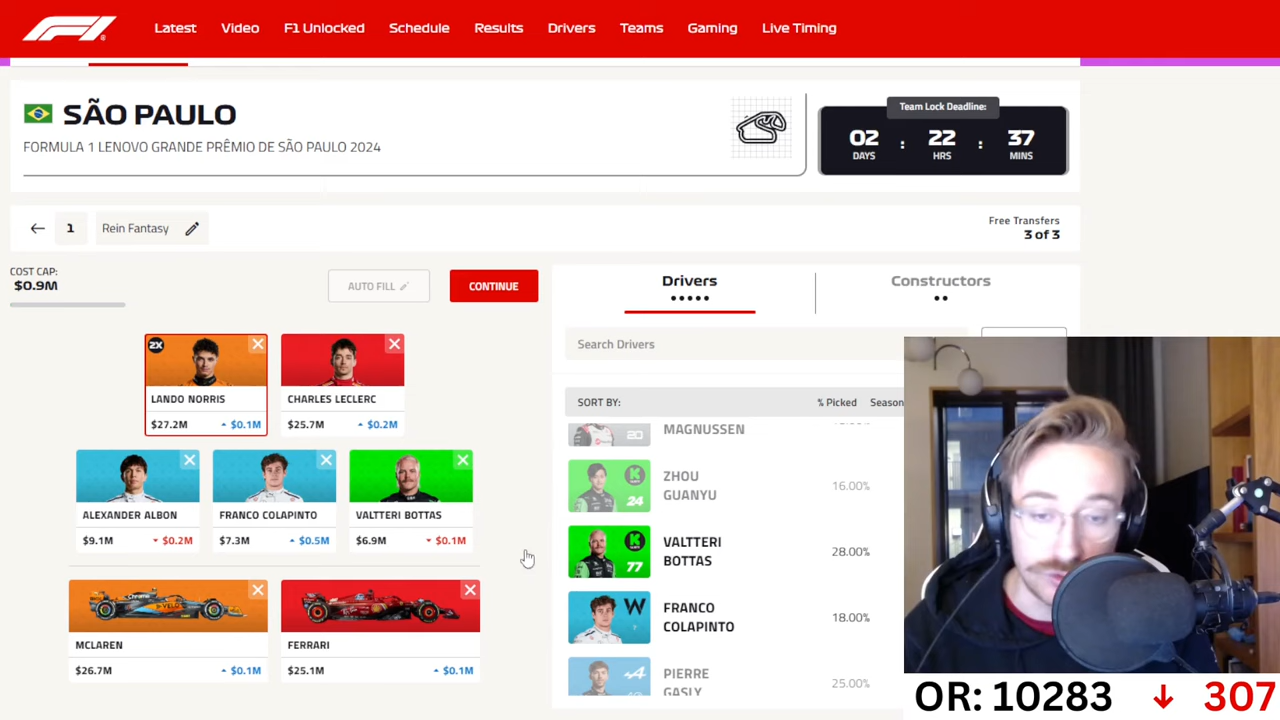 F1
Latest
Video
F1 Unlocked
Schedule
Results
Drivers
Teams
Gaming
Live Timing
SÃO PAULO
FORMULA 1 LENOVO GRANDE PRÊMIO DE SÃO PAULO 2024
Team Lock Deadline:
02 : 22 : 37
DAYS HRS MINS
1
Rein Fantasy
Free Transfers
3 of 3
COST CAP:
$0.9M
AUTO FILL
CONTINUE
Drivers
Constructors
Search Drivers
SORT BY:
% Picked
Season
2X
LANDO NORRIS
$27.2M
$0.1M
CHARLES LECLERC
$25.7M
$0.2M
ALEXANDER ALBON
$9.1M
$0.2M
FRANCO COLAPINTO
$7.3M
$0.5M
VALTTERI BOTTAS
$6.9M
$0.1M
MCLAREN
$26.7M
$0.1M
FERRARI
$25.1M
$0.1M
20
MAGNUSSEN
K
24
ZHOU
GUANYU
16.00%
K
77
VALTTERI
BOTTAS
28.00%
W
FRANCO
COLAPINTO
18.00%
PIERRE
GASLY
25.00%
OR: 10283 ↓ 307